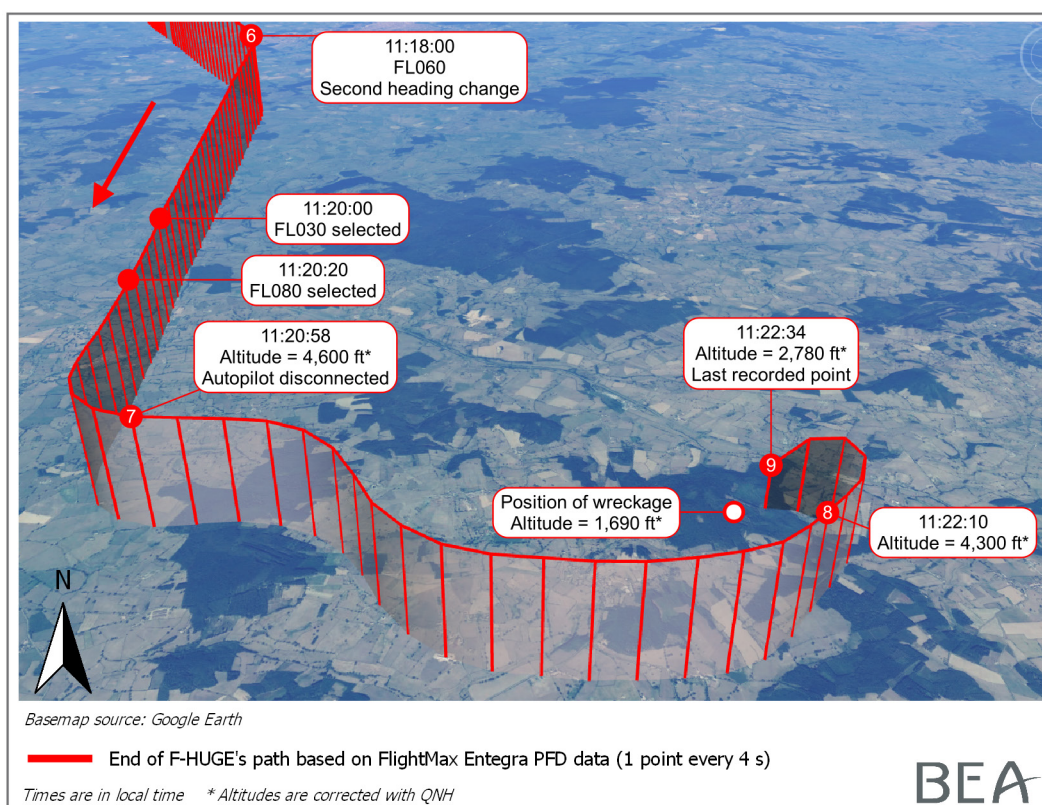 6
11:18:00
FL060
Second heading change
11:20:00
FL030 selected
11:20:20
FL080 selected
11:20:58
Altitude = 4,600 ft*
Autopilot disconnected
7
11:22:34
Altitude = 2,780 ft*
Last recorded point
9
Position of wreckage
Altitude = 1,690 ft*
8
11:22:10
Altitude = 4,300 ft*
N
Basemap source: Google Earth
End of F-HUGE's path based on FlightMax Entegra PFD data (1 point every 4 s)
Times are in local time * Altitudes are corrected with QNH
BEA